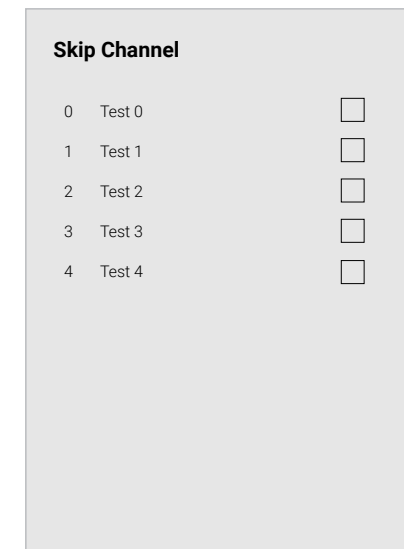 Skip Channel
0 Test 0
1 Test 1
2 Test 2
3 Test 3
4 Test 4